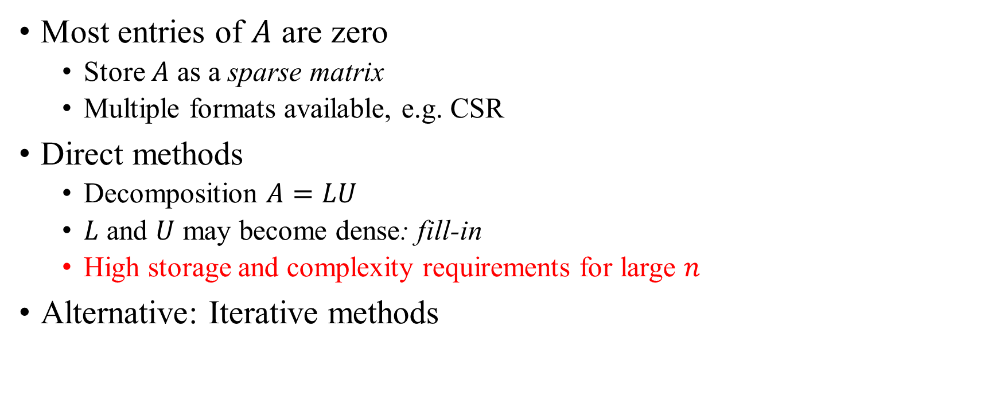 • Most entries of A are zero
• Store A as a sparse matrix
• Multiple formats available, e.g. CSR
• Direct methods
• Decomposition A = LU
• L and U may become dense: fill-in
• High storage and complexity requirements for large n
• Alternative: Iterative methods